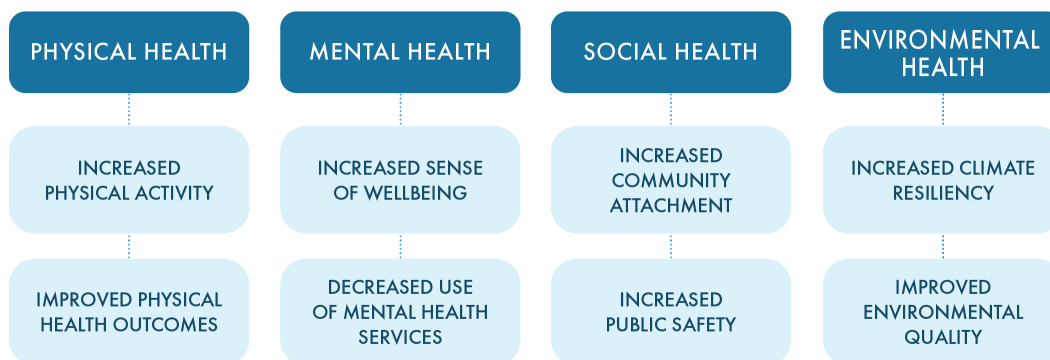 PHYSICAL HEALTH
MENTAL HEALTH
SOCIAL HEALTH
ENVIRONMENTAL
HEALTH
INCREASED
PHYSICAL ACTIVITY
INCREASED SENSE
OF WELLBEING
INCREASED
COMMUNITY
ATTACHMENT
INCREASED CLIMATE
RESILIENCY
IMPROVED PHYSICAL
HEALTH OUTCOMES
DECREASED USE
OF MENTAL HEALTH
SERVICES
INCREASED
PUBLIC SAFETY
IMPROVED
ENVIRONMENTAL
QUALITY